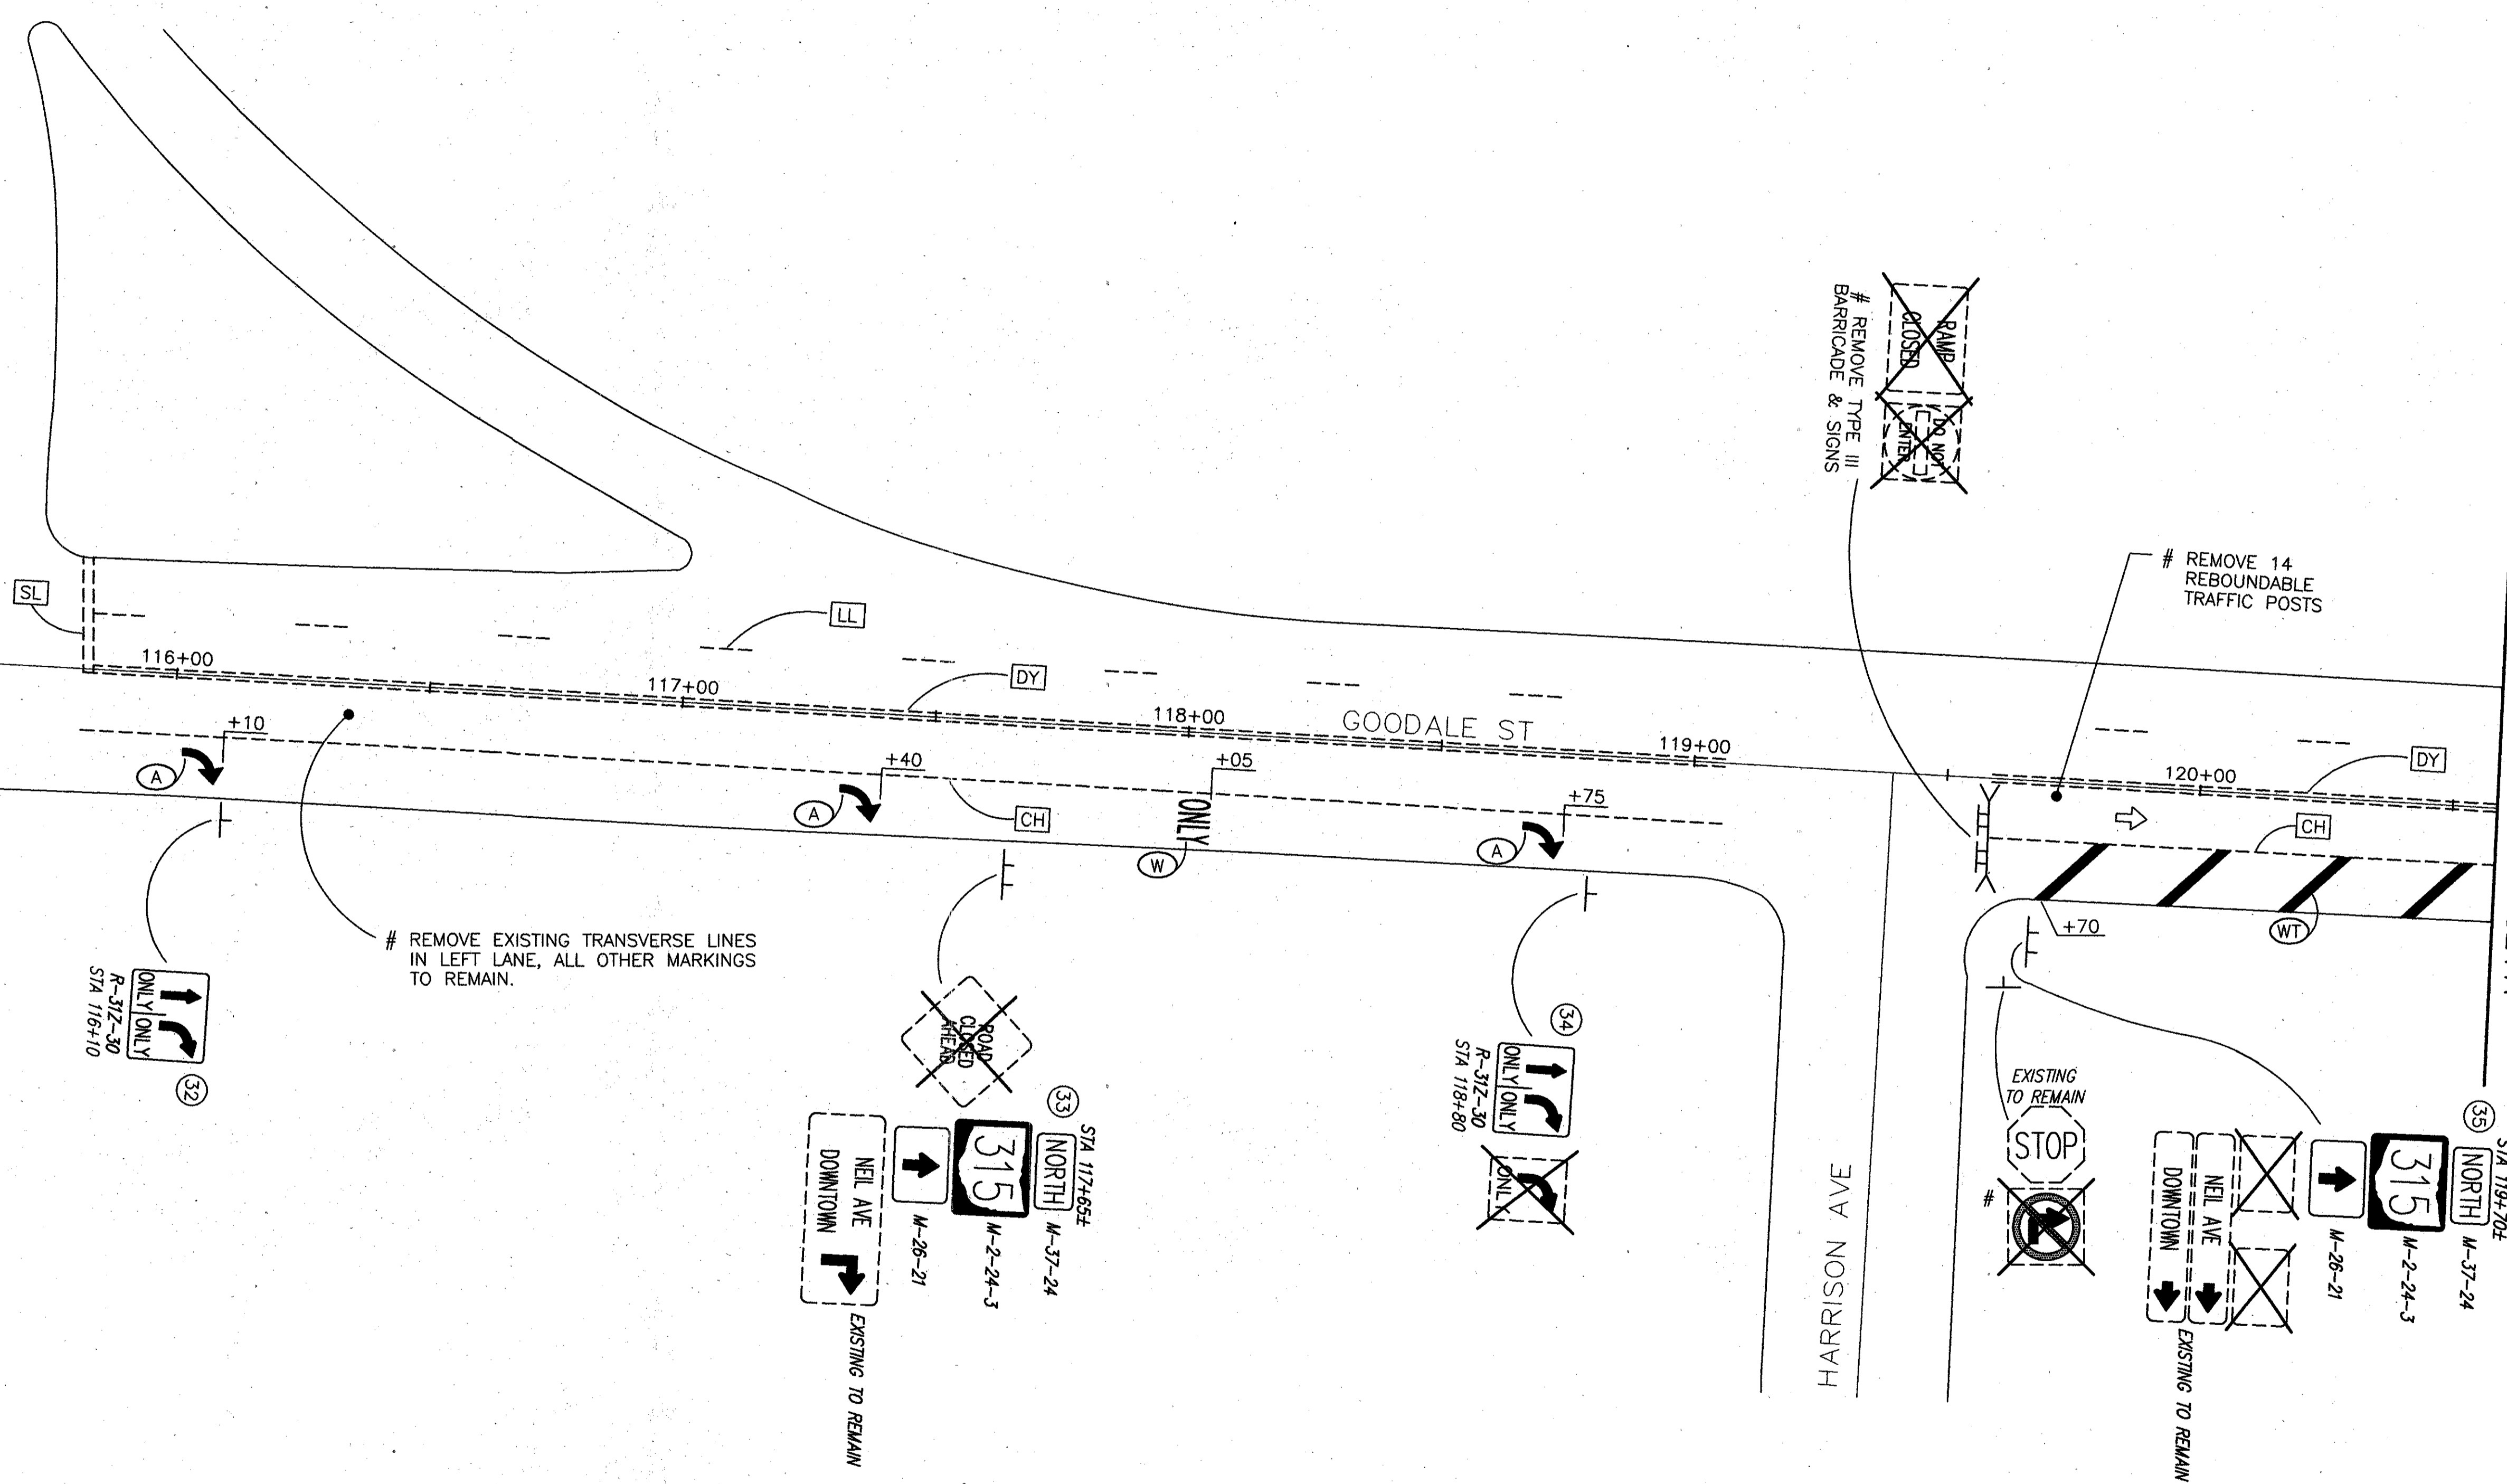 # REMOVE TYPE III
BARRICADE & SIGNS
RAMP
CLOSED
DO NOT
ENTER
# REMOVE 14
REBOUNDABLE
TRAFFIC POSTS
SL
LL
DY
116+00
117+00
118+00
GOODALE ST
119+00
120+00
DY
+10
A
+40
A
CH
+05
ONLY
W
+75
A
CH
+70
WT
# REMOVE EXISTING TRANSVERSE LINES
IN LEFT LANE, ALL OTHER MARKINGS
TO REMAIN.
ONLY ONLY
R-31Z-30
STA 116+10
32
ROAD
CLOSED
AHEAD
33
STA 117+65±
NORTH
M-37-24
315
M-2-24-3
M-26-21
NEIL AVE
DOWNTOWN
EXISTING TO REMAIN
34
ONLY ONLY
R-31Z-30
STA 118+80
HARRISON AVE
EXISTING
TO REMAIN
STOP
#
35
STA 119+70±
NORTH
M-37-24
315
M-2-24-3
M-26-21
NEIL AVE
DOWNTOWN
EXISTING TO REMAIN